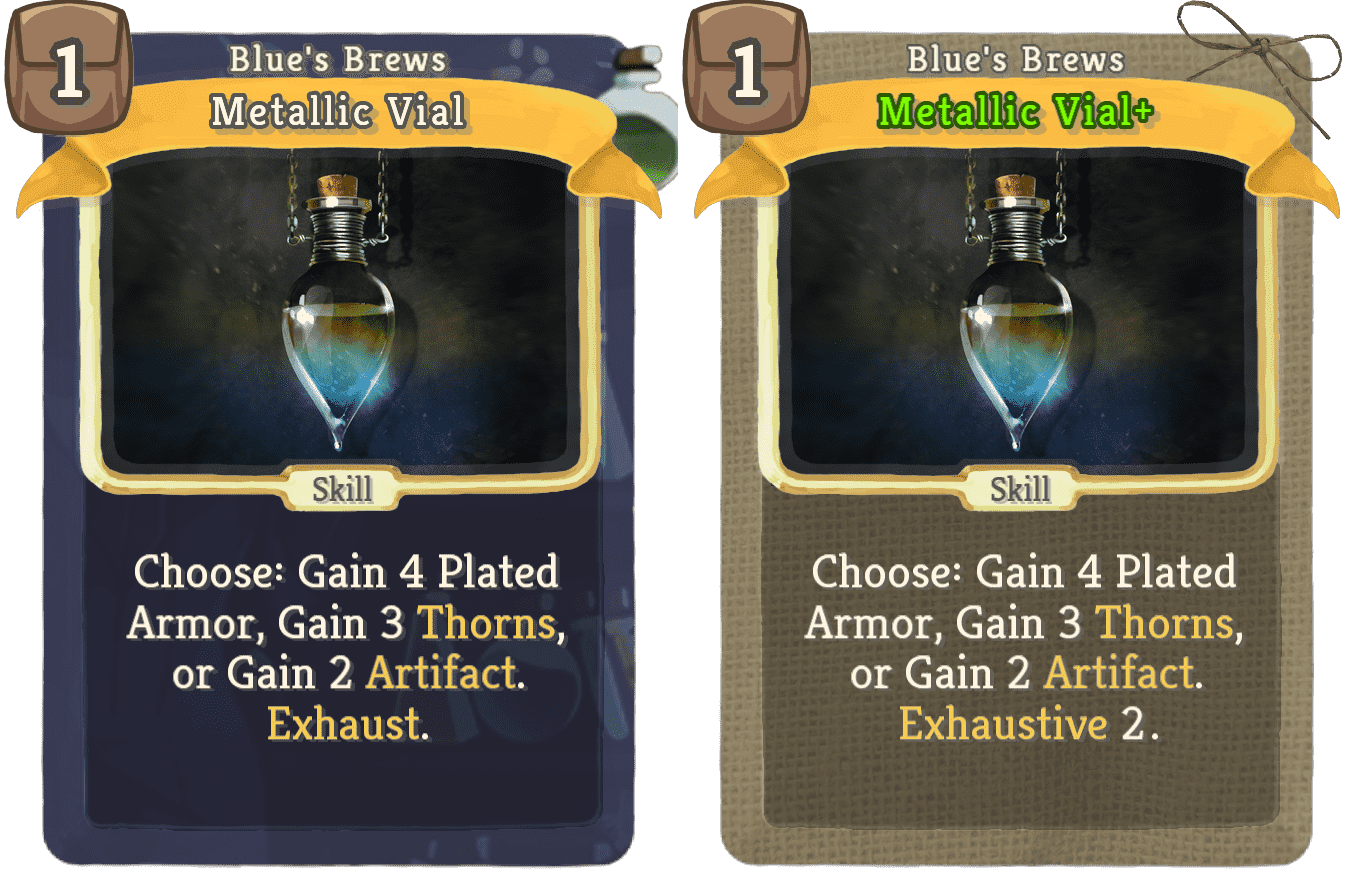 1
Blue's Brews
Metallic Vial
Skill
Choose: Gain 4 Plated
Armor, Gain 3 Thorns,
or Gain 2 Artifact.
Exhaust.
1
Blue's Brews
Metallic Vial+
Skill
Choose: Gain 4 Plated
Armor, Gain 3 Thorns,
or Gain 2 Artifact.
Exhaustive 2.